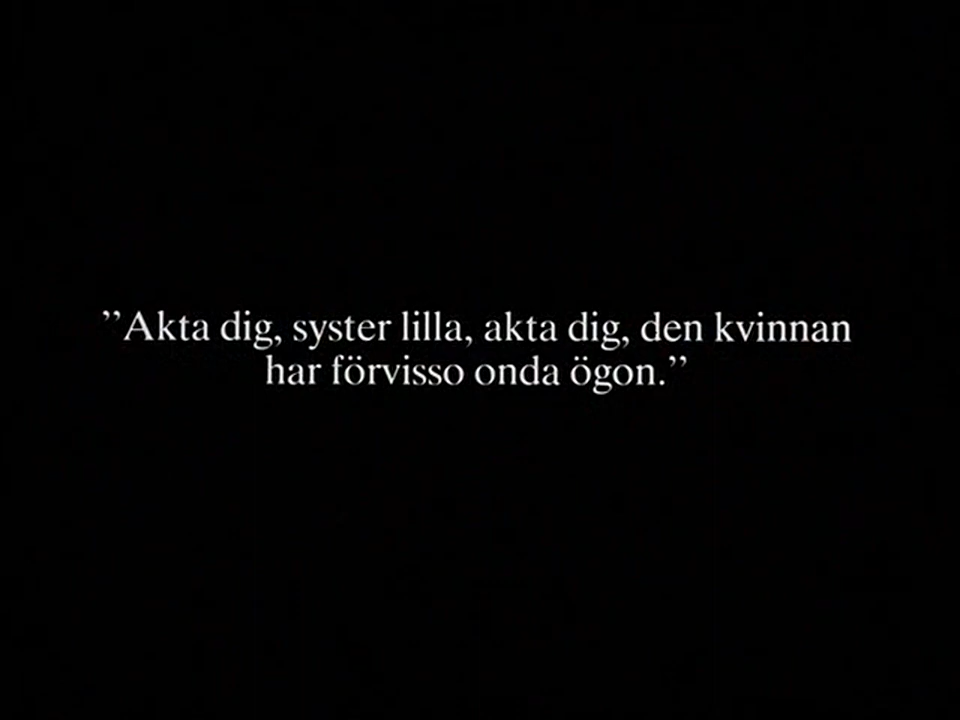 ”Akta dig, syster lilla, akta dig, den kvinnan
har förvisso onda ögon.”